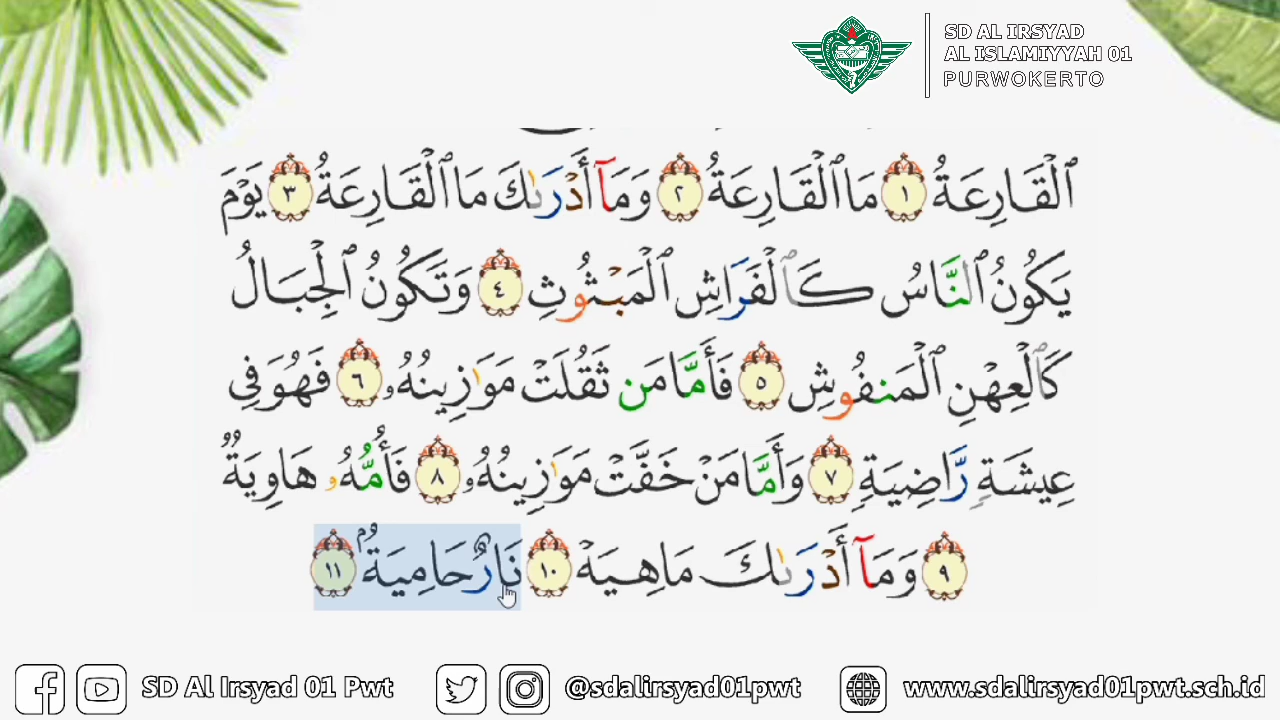 SD AL IRSYAD
AL ISLAMIYYAH 01
PURWOKERTO
ٱلْقَارِعَةُ ١ مَا ٱلْقَارِعَةُ ٢ وَمَآ أَدْرَىٰكَ مَا ٱلْقَارِعَةُ ٣ يَوْمَ
يَكُونُ ٱلنَّاسُ كَٱلْفَرَاشِ ٱلْمَبْثُوثِ ٤ وَتَكُونُ ٱلْجِبَالُ
كَٱلْعِهْنِ ٱلْمَنفُوشِ ٥ فَأَمَّا مَن ثَقُلَتْ مَوَٰزِينُهُۥ ٦ فَهُوَ فِى
عِيشَةٍ رَّاضِيَةٍ ٧ وَأَمَّا مَنْ خَفَّتْ مَوَٰزِينُهُۥ ٨ فَأُمُّهُۥ هَاوِيَةٌ
٩ وَمَآ أَدْرَىٰكَ مَا هِيَهْ ١٠ نَارٌ حَامِيَةٌۢ ١١
SD Al Irsyad 01 Pwt @sdalirsyad01pwt www.sdalirsyad01pwt.sch.id